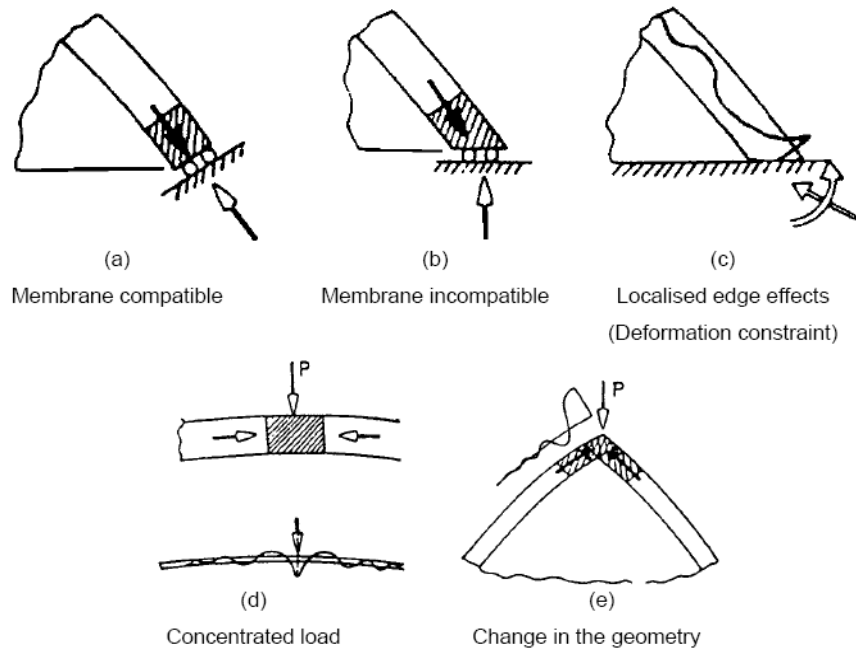 (a)
(b)
(c)
Membrane compatible
Membrane incompatible
Localised edge effects
(Deformation constraint)
P
P
(d)
(e)
Concentrated load
Change in the geometry